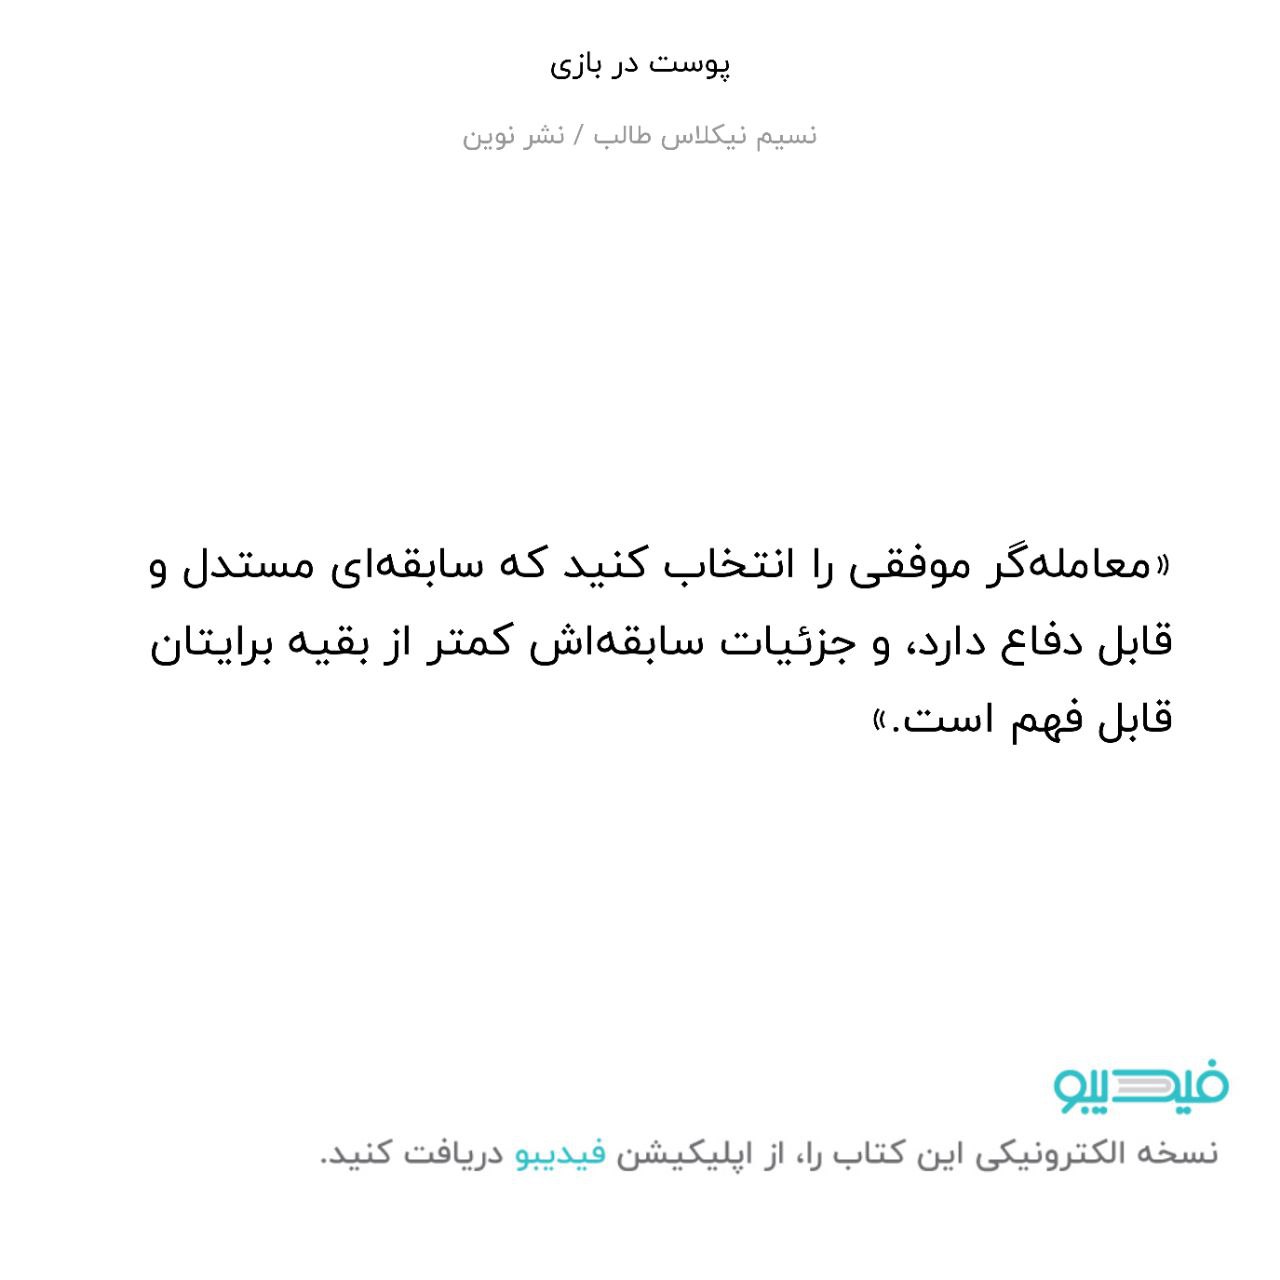 پوست در بازی
نسیم نیکلاس طالب / نشر نوین
«معامله‌گر موفقی را انتخاب کنید که سابقه‌ای مستدل و
قابل دفاع دارد، و جزئیات سابقه‌اش کمتر از بقیه برایتان
قابل فهم است.»
فیدیبو
نسخه الکترونیکی این کتاب را، از اپلیکیشن فیدیبو دریافت کنید.